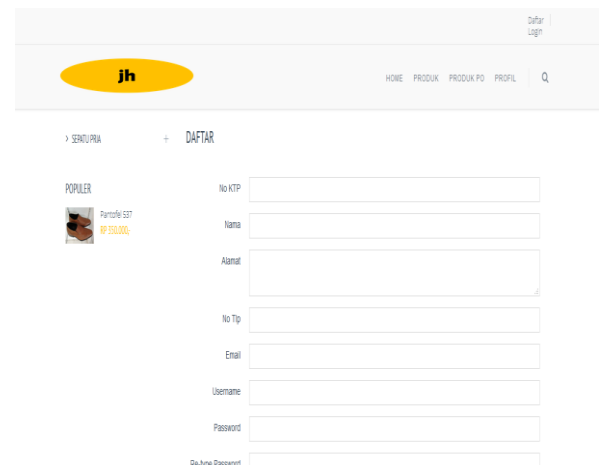 Daftar
Login
jh
HOME PRODUK PRODUK PO PROFIL
> SEPATU PRIA +
DAFTAR
POPULER
Pantofel S37
RP 350.000,-
No KTP
Nama
Alamat
No Tlp
Email
Username
Password
Re-type Password